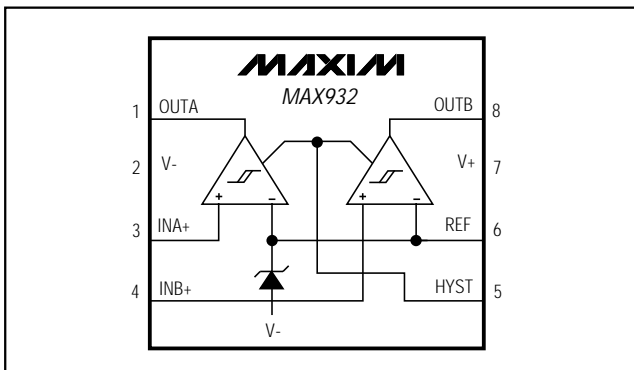 MAXIM
MAX932
1 OUTA
OUTB 8
2 V-
V+ 7
+ -
+ -
3 INA+
REF 6
4 INB+
HYST 5
V-